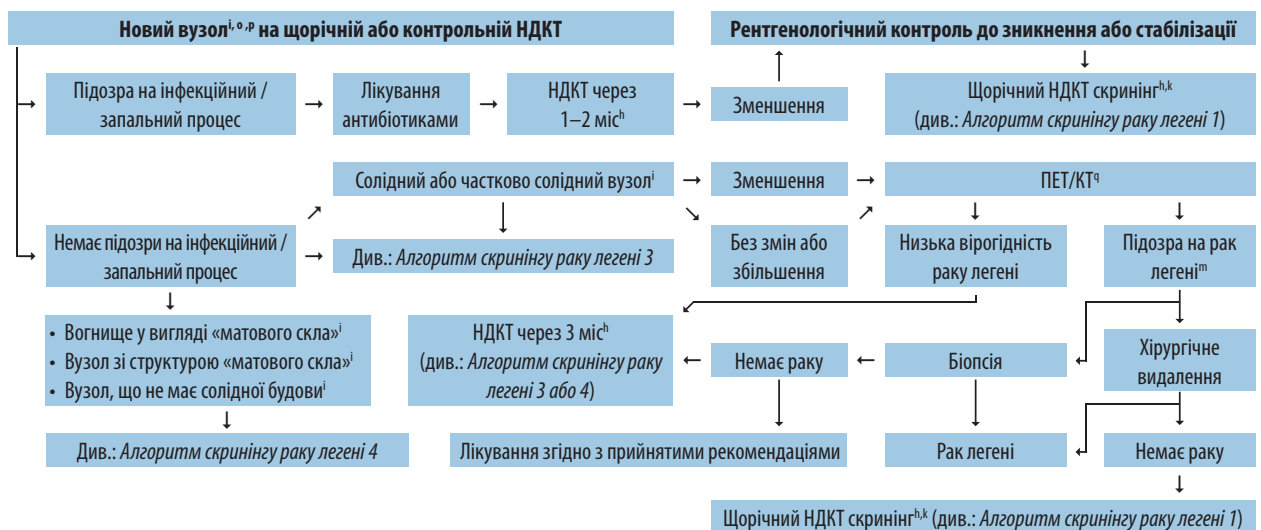 Новий вузолⁱ,ᵒ,ᵖ на щорічній або контрольній НДКТ
Рентгенологічний контроль до зникнення або стабілізації
Підозра на інфекційний /
запальний процес
Лікування
антибіотиками
НДКТ через
1–2 місʰ
Зменшення
Щорічний НДКТ скринінгʰ,ᵏ
(див.: Алгоритм скринінгу раку легені 1)
Солідний або частково солідний вузолⁱ
Зменшення
ПЕТ/КТ𐞥
Немає підозри на інфекційний /
запальний процес
Див.: Алгоритм скринінгу раку легені 3
Без змін або
збільшення
Низька вірогідність
раку легені
Підозра на рак
легеніᵐ
• Вогнище у вигляді «матового скла»ⁱ
• Вузол зі структурою «матового скла»ⁱ
• Вузол, що не має солідної будовиⁱ
НДКТ через 3 місʰ
(див.: Алгоритм скринінгу раку
легені 3 або 4)
Немає раку
Біопсія
Хірургічне
видалення
Див.: Алгоритм скринінгу раку легені 4
Лікування згідно з прийнятими рекомендаціями
Рак легені
Немає раку
Щорічний НДКТ скринінгʰ,ᵏ (див.: Алгоритм скринінгу раку легені 1)